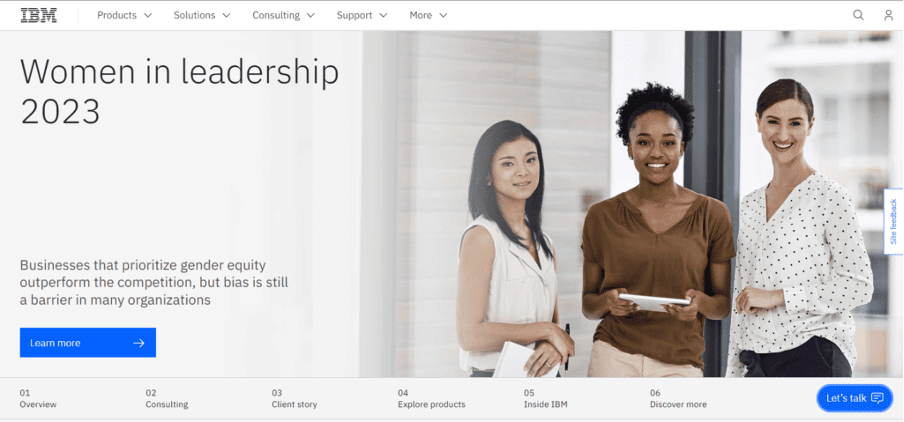 IBM Products Solutions Consulting Support More
Women in leadership
2023
Businesses that prioritize gender equity
outperform the competition, but bias is still
a barrier in many organizations
Learn more
Site feedback
01 02 03 04 05 06
Overview Consulting Client story Explore products Inside IBM Discover more
Let's talk